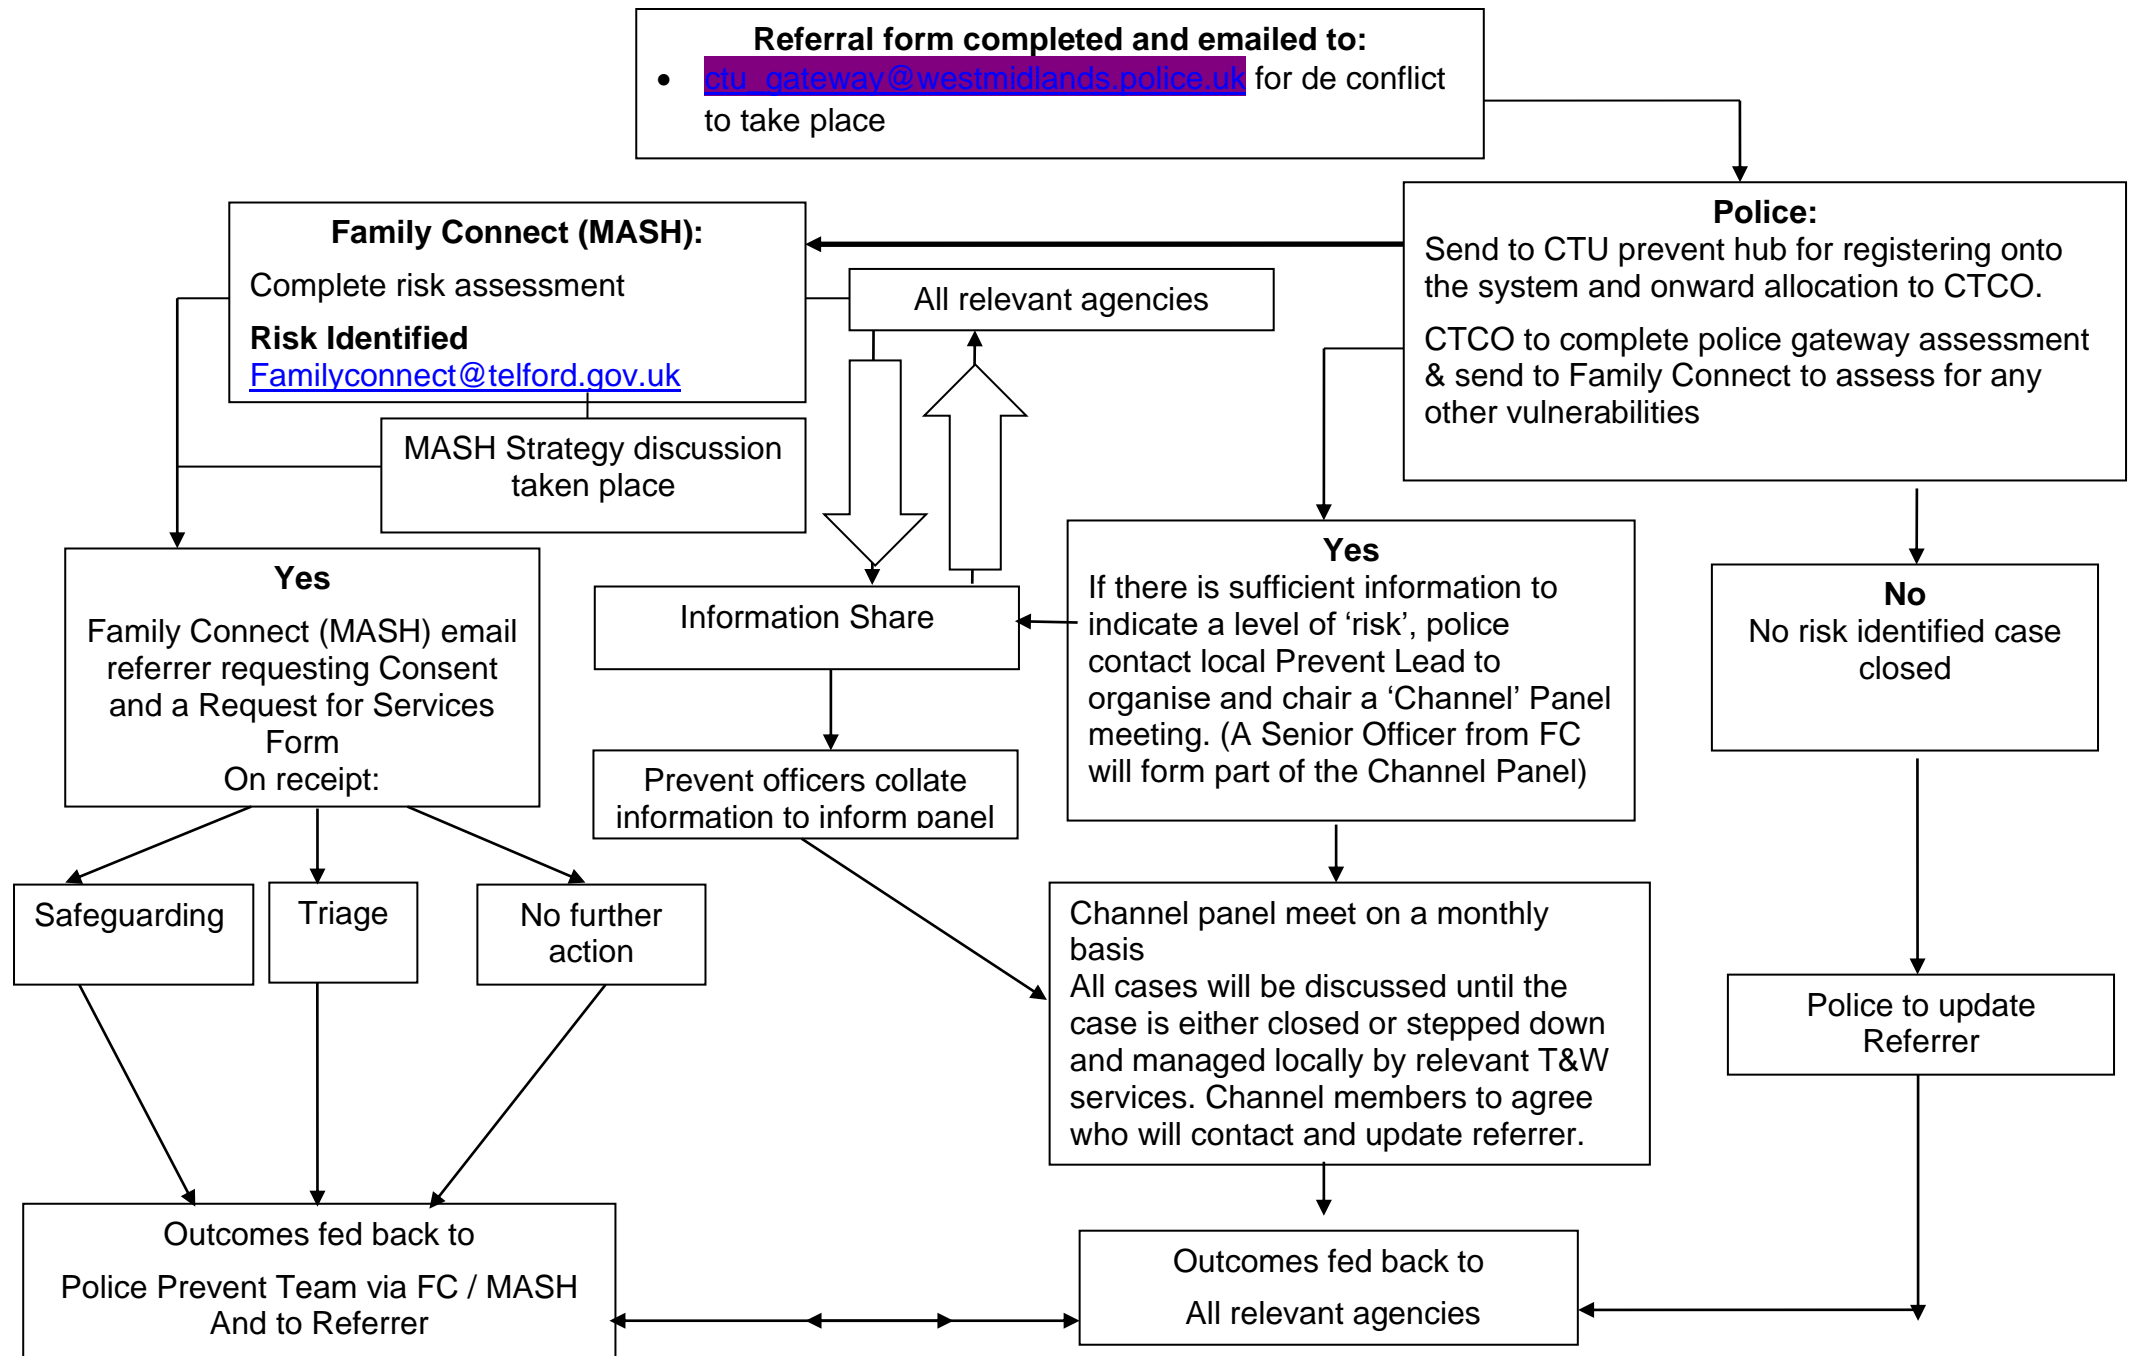 Referral form completed and emailed to:
• ctu_gateway@westmidlands.police.uk for de conflict
to take place
Police:
Send to CTU prevent hub for registering onto
the system and onward allocation to CTCO.
CTCO to complete police gateway assessment
& send to Family Connect to assess for any
other vulnerabilities
Family Connect (MASH):
Complete risk assessment
Risk Identified
Familyconnect@telford.gov.uk
All relevant agencies
MASH Strategy discussion
taken place
Yes
Family Connect (MASH) email
referrer requesting Consent
and a Request for Services
Form
On receipt:
Information Share
Yes
If there is sufficient information to
indicate a level of ‘risk’, police
contact local Prevent Lead to
organise and chair a ‘Channel’ Panel
meeting. (A Senior Officer from FC
will form part of the Channel Panel)
No
No risk identified case
closed
Prevent officers collate
information to inform panel
Safeguarding
Triage
No further
action
Channel panel meet on a monthly
basis
All cases will be discussed until the
case is either closed or stepped down
and managed locally by relevant T&W
services. Channel members to agree
who will contact and update referrer.
Police to update
Referrer
Outcomes fed back to
Police Prevent Team via FC / MASH
And to Referrer
Outcomes fed back to
All relevant agencies